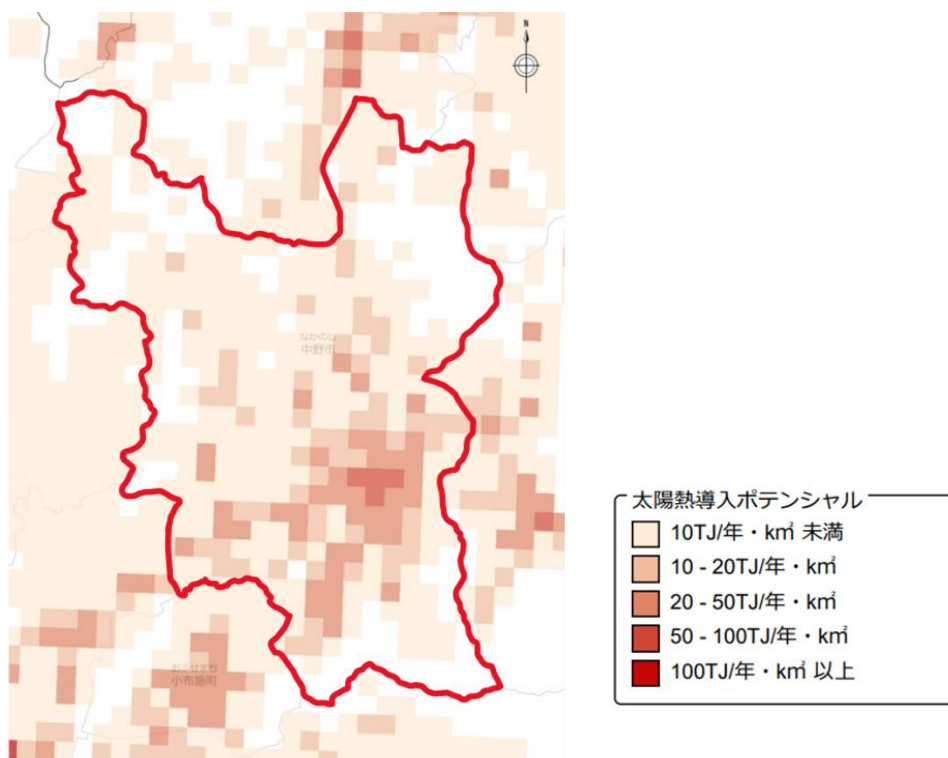 N
なかのし
中野市
太陽熱導入ポテンシャル
10TJ/年・k㎡ 未満
10 - 20TJ/年・k㎡
20 - 50TJ/年・k㎡
50 - 100TJ/年・k㎡
100TJ/年・k㎡ 以上
おぶせまち
小布施町